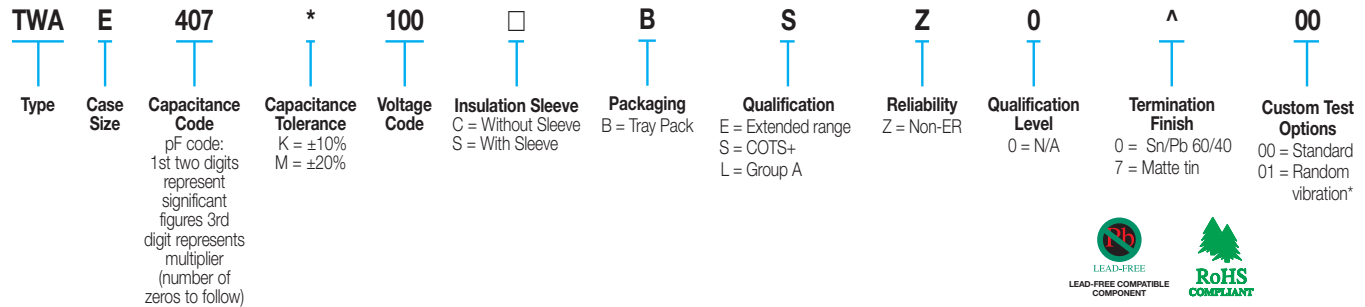 TWA E 407 * 100 □ B S Z 0 ^ 00
Type
Case
Size
Capacitance
Code
pF code:
1st two digits
represent
significant
figures 3rd
digit represents
multiplier
(number of
zeros to follow)
Capacitance
Tolerance
K = ±10%
M = ±20%
Voltage
Code
Insulation Sleeve
C = Without Sleeve
S = With Sleeve
Packaging
B = Tray Pack
Qualification
E = Extended range
S = COTS+
L = Group A
Reliability
Z = Non-ER
Qualification
Level
0 = N/A
Termination
Finish
0 = Sn/Pb 60/40
7 = Matte tin
Custom Test
Options
00 = Standard
01 = Random
vibration*
Pb
LEAD-FREE
LEAD-FREE COMPATIBLE
COMPONENT
RoHS
COMPLIANT